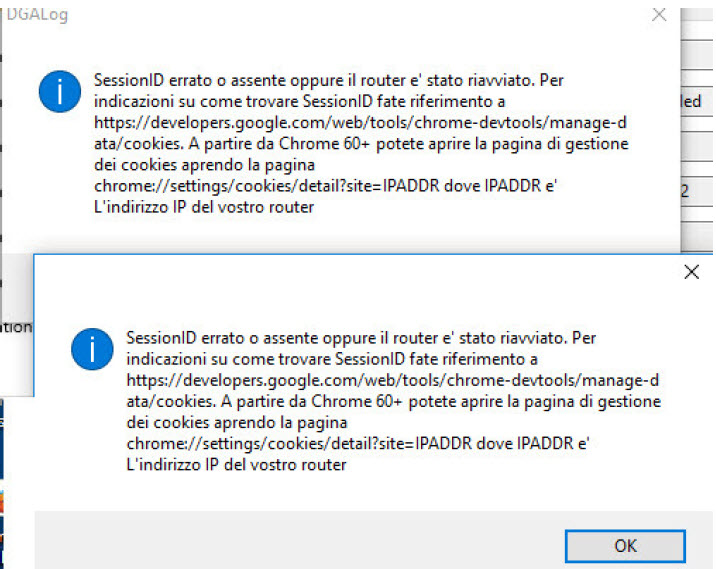 DGALog
SessionID errato o assente oppure il router e' stato riavviato. Per
indicazioni su come trovare SessionID fate riferimento a
https://developers.google.com/web/tools/chrome-devtools/manage-d
ata/cookies. A partire da Chrome 60+ potete aprire la pagina di gestione
dei cookies aprendo la pagina
chrome://settings/cookies/detail?site=IPADDR dove IPADDR e'
L'indirizzo IP del vostro router
led
2
ation
SessionID errato o assente oppure il router e' stato riavviato. Per
indicazioni su come trovare SessionID fate riferimento a
https://developers.google.com/web/tools/chrome-devtools/manage-d
ata/cookies. A partire da Chrome 60+ potete aprire la pagina di gestione
dei cookies aprendo la pagina
chrome://settings/cookies/detail?site=IPADDR dove IPADDR e'
L'indirizzo IP del vostro router
OK